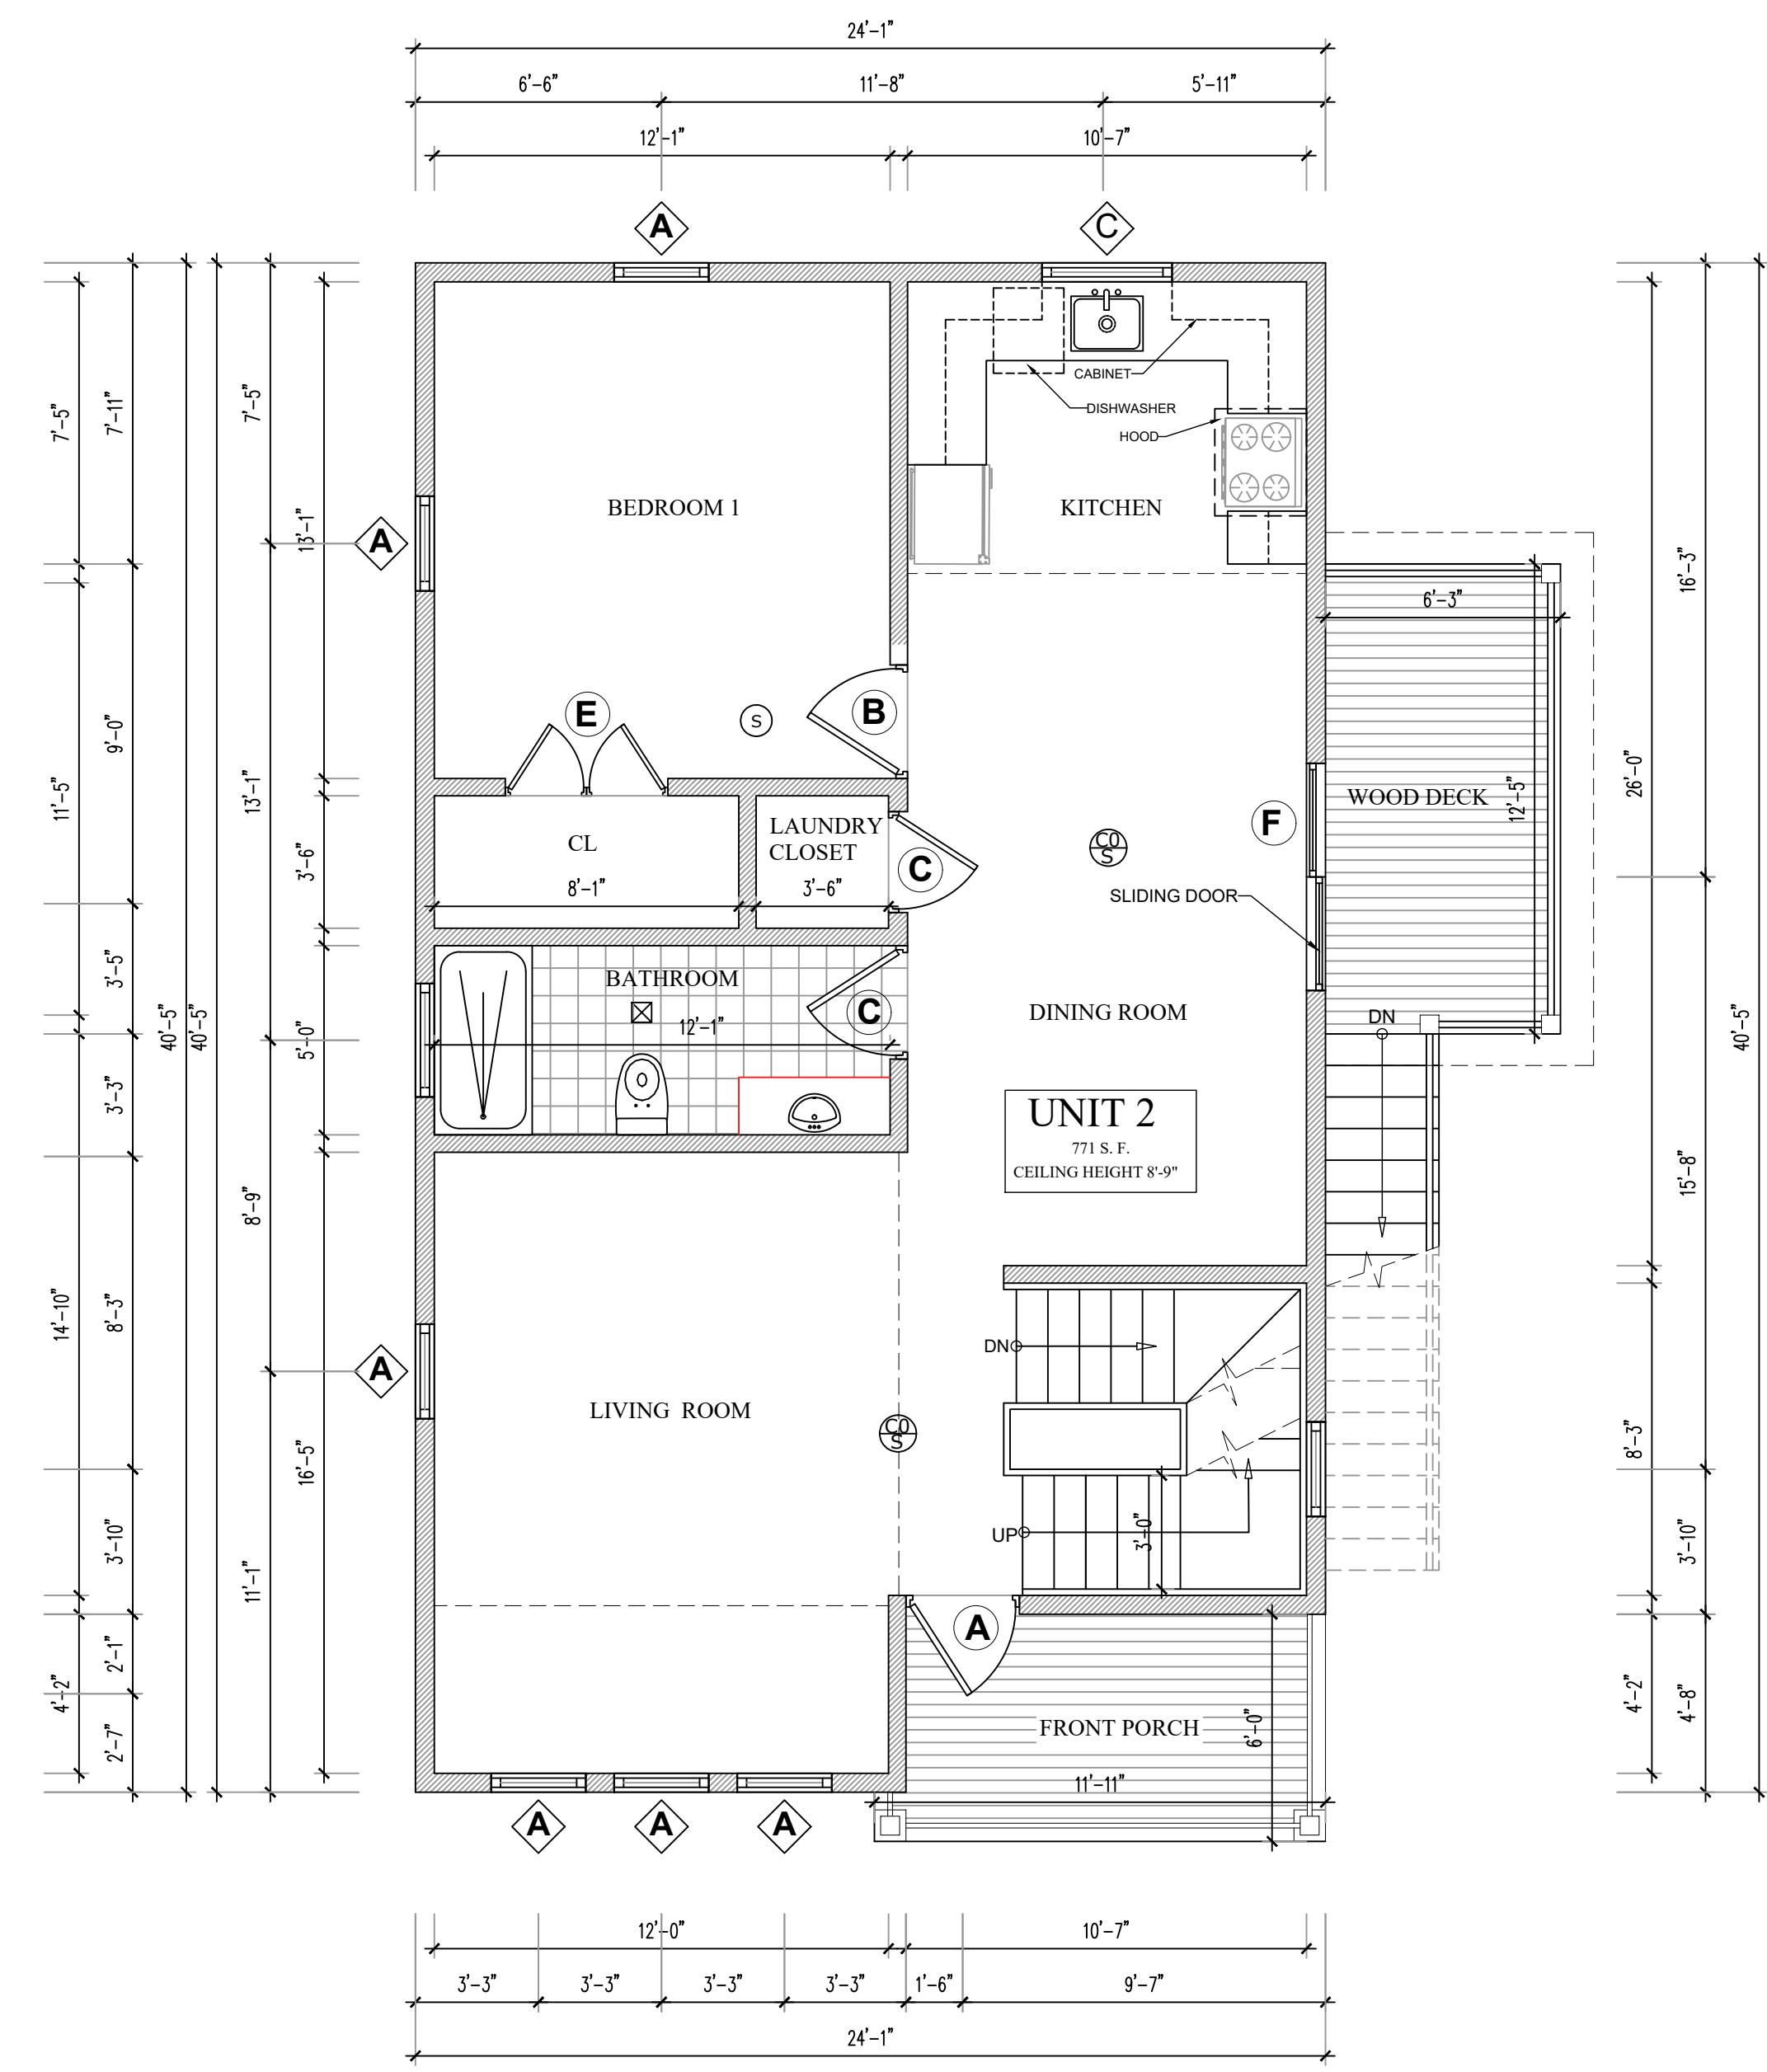 24'-1"
6'-6" 11'-8" 5'-11"
12'-1" 10'-7"
A C
7'-5" 7'-11" 7'-5" 13'-1"
16'-3"
CABINET
DISHWASHER
HOOD
BEDROOM 1
KITCHEN
A
6'-3"
9'-0" 11'-5" 13'-1" 3'-6"
E B S
26'-0"
WOOD DECK
12'-5"
F
CL
LAUNDRY
CLOSET
8'-1" 3'-6"
C
C0
S
SLIDING DOOR
3'-5" 40'-5" 40'-5" 5'-0" 3'-3"
BATHROOM
12'-1"
C
DINING ROOM
DN
40'-5"
UNIT 2
771 S. F.
CEILING HEIGHT 8'-9"
15'-8"
8'-9" 14'-10" 8'-3"
DN
A
LIVING ROOM
C0
S
16'-5"
8'-3"
UP
3'-0"
3'-10" 11'-1" 3'-10"
A
2'-1" 4'-2" 2'-7"
4'-2" 4'-8"
FRONT PORCH
6'-0"
11'-11"
A A A
12'-0" 10'-7"
3'-3" 3'-3" 3'-3" 3'-3" 1'-6" 9'-7"
24'-1"